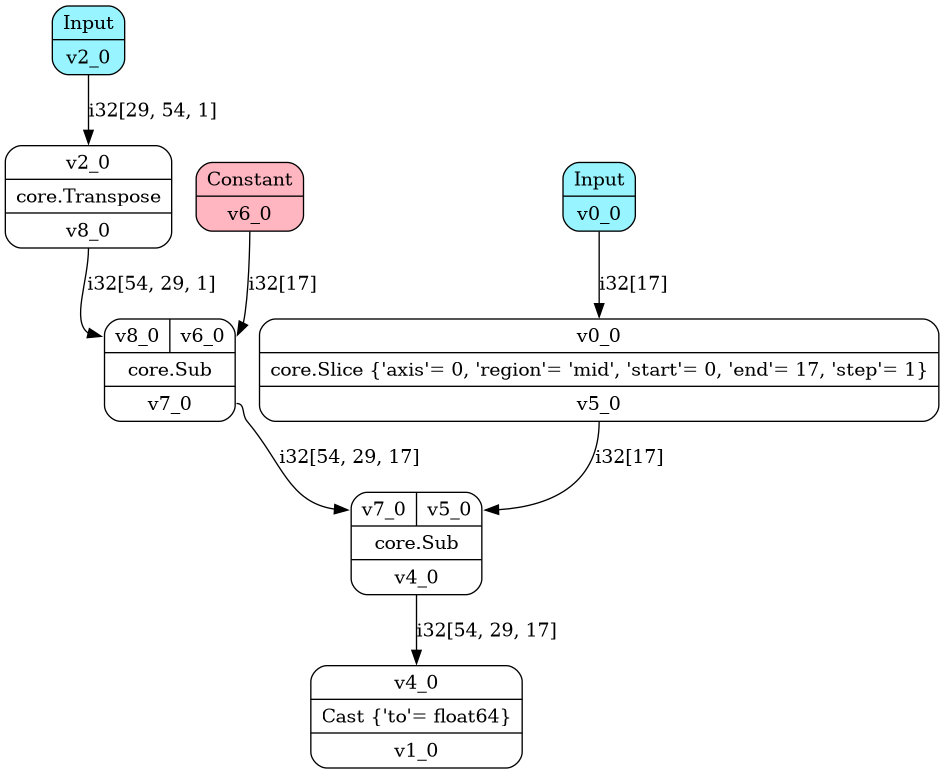 Input
v2_0
i32[29, 54, 1]
v2_0
core.Transpose
v8_0
Constant
v6_0
Input
v0_0
i32[54, 29, 1]
i32[17]
i32[17]
v8_0 v6_0
core.Sub
v7_0
v0_0
core.Slice {'axis'= 0, 'region'= 'mid', 'start'= 0, 'end'= 17, 'step'= 1}
v5_0
i32[54, 29, 17]
i32[17]
v7_0 v5_0
core.Sub
v4_0
i32[54, 29, 17]
v4_0
Cast {'to'= float64}
v1_0